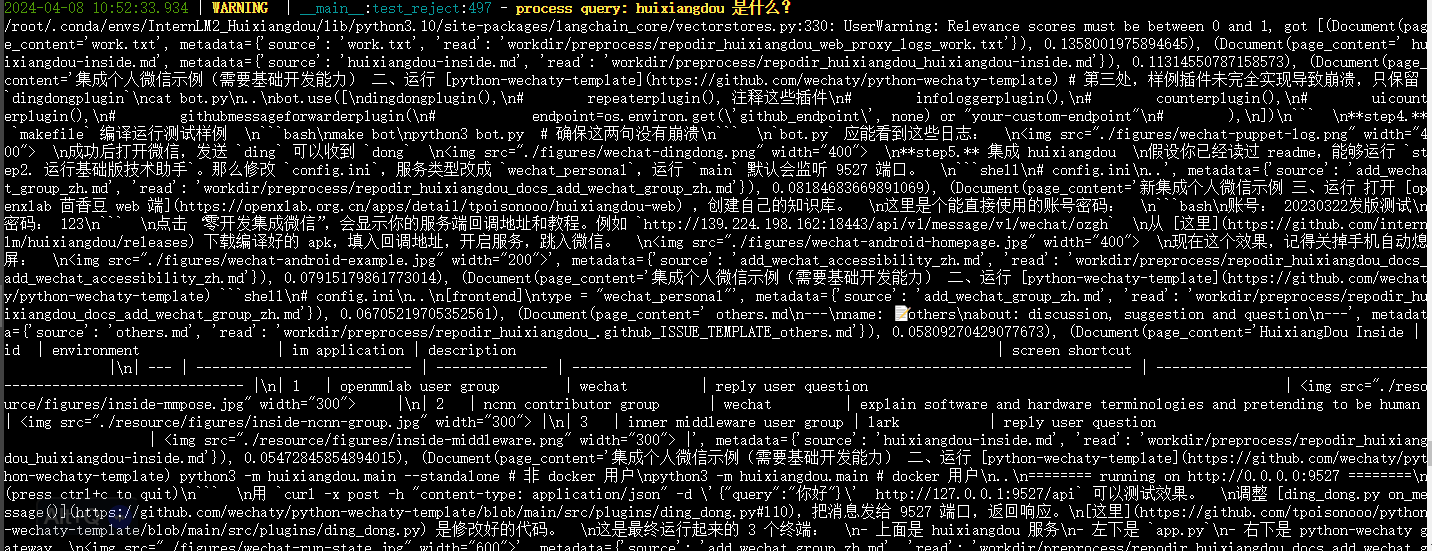 2024-04-08 10:52:33.934 | WARNING  | __main__:test_reject:497 - process query: huixiangdou 是什么？
/root/.conda/envs/InternLM2_Huixiangdou/lib/python3.10/site-packages/langchain_core/vectorstores.py:330: UserWarning: Relevance scores must be between 0 and 1, got [(Document(pa
ge_content='work.txt', metadata={'source': 'work.txt', 'read': 'workdir/preprocess/repodir_huixiangdou_web_proxy_logs_work.txt'}), 0.1358001975894645), (Document(page_content=' hu
ixiangdou-inside.md', metadata={'source': 'huixiangdou-inside.md', 'read': 'workdir/preprocess/repodir_huixiangdou_huixiangdou-inside.md'}), 0.11314550787158573), (Document(page_
content='集成个人微信示例（需要基础开发能力） 二、运行 [python-wechaty-template](https://github.com/wechaty/python-wechaty-template) # 第三处，样例插件未完全实现导致崩溃，只保留
`dingdongplugin`\ncat bot.py\n..\nbot.use([\ndingdongplugin(),\n#      repeaterplugin(), 注释这些插件\n#      infologgerplugin(),\n#      counterplugin(),\n#      uicount
erplugin(),\n#      githubmessageforwarderplugin(\n#      endpoint=os.environ.get(\'github_endpoint\', none) or "your-custom-endpoint"\n#      ),\n])\n```  \n**step4.**
`makefile` 编译运行测试样例  \n```bash\nmake bot\npython3 bot.py  # 确保这两句没有崩溃\n```  \n`bot.py` 应能看到这些日志：  \n<img src="./figures/wechat-puppet-log.png" width="4
00">  \n成功后打开微信，发送 `ding` 可以收到 `dong`  \n<img src="./figures/wechat-dingdong.png" width="400">  \n**step5.** 集成 huixiangdou  \n假设你已经读过 readme，能够运行 `st
ep2. 运行基础版技术助手`。那么修改 `config.ini`，服务类型改成 `wechat_personal`，运行 `main` 默认会监听 9527 端口。  \n```shell\n# config.ini\n..', metadata={'source': 'add_wecha
t_group_zh.md', 'read': 'workdir/preprocess/repodir_huixiangdou_docs_add_wechat_group_zh.md'}), 0.08184683669891069), (Document(page_content='新集成个人微信示例 三、运行 打开 [op
enxlab 茴香豆 web 端](https://openxlab.org.cn/apps/detail/tpoisonooo/huixiangdou-web) ，创建自己的知识库。  \n这里是个能直接使用的账号密码：  \n```bash\n账号： 20230322发版测试\n
密码： 123\n```  \n点击 “零开发集成微信”，会显示你的服务端回调地址和教程。例如 `http://139.224.198.162:18443/api/v1/message/v1/wechat/ozgh`  \n从 [这里](https://github.com/intern
lm/huixiangdou/releases) 下载编译好的 apk，填入回调地址，开启服务，跳入微信。  \n<img src="./figures/wechat-android-homepage.jpg" width="400">  \n现在这个效果，记得关掉手机自动熄
屏：  \n<img src="./figures/wechat-android-example.jpg" width="200">', metadata={'source': 'add_wechat_accessibility_zh.md', 'read': 'workdir/preprocess/repodir_huixiangdou_docs_
add_wechat_accessibility_zh.md'}), 0.07915179861773014), (Document(page_content='集成个人微信示例（需要基础开发能力） 二、运行 [python-wechaty-template](https://github.com/wechat
y/python-wechaty-template) ```shell\n# config.ini\n..\n[frontend]\ntype = "wechat_personal"', metadata={'source': 'add_wechat_group_zh.md', 'read': 'workdir/preprocess/repodir_hu
ixiangdou_docs_add_wechat_group_zh.md'}), 0.06705219705352561), (Document(page_content=' others.md\n---\nname: 📝others\nabout: discussion, suggestion and question\n---', metadat
a={'source': 'others.md', 'read': 'workdir/preprocess/repodir_huixiangdou_.github_ISSUE_TEMPLATE_others.md'}), 0.05809270429077673), (Document(page_content='HuixiangDou Inside |
id  | environment      | im application | description      | screen shortcut
|\n| --- | --------------------------- | -------------- | ---------------------------------------------------------------------- | ------------------------------
------------------------------ |\n| 1   | openmmlab user group      | wechat      | reply user question      | <img src="./reso
urce/figures/inside-mmpose.jpg" width="300">      |\n| 2   | ncnn contributor group      | wechat      | explain software and hardware terminologies and pretending to be human
| <img src="./resource/figures/inside-ncnn-group.jpg" width="300"> |\n| 3   | inner middleware user group | lark      | reply user question
| <img src="./resource/figures/inside-middleware.png" width="300"> |', metadata={'source': 'huixiangdou-inside.md', 'read': 'workdir/preprocess/repodir_huixiang
dou_huixiangdou-inside.md'}), 0.05472845854894015), (Document(page_content='集成个人微信示例（需要基础开发能力） 二、运行 [python-wechaty-template](https://github.com/wechaty/pyt
hon-wechaty-template) python3 -m huixiangdou.main --standalone # 非 docker 用户\npython3 -m huixiangdou.main # docker 用户\n..\n======== running on http://0.0.0.0:9527 ========\n
(press ctrl+c to quit)\n```  \n用 `curl -x post -h "content-type: application/json" -d \'{"query":"你好"}\'  http://127.0.0.1:9527/api` 可以测试效果。  \n调整 [ding_dong.py on_me
ssage](https://github.com/tpoisonooo/python-wechaty-template/blob/main/src/plugins/ding_dong.py#110)，把消息发给 9527 端口，返回响应。\n[这里](https://github.com/tpoisonooo/python-
wechaty-template/blob/main/src/plugins/ding_dong.py) 是修改好的代码。  \n这是最终运行起来的 3 个终端：  \n- 上面是 huixiangdou 服务\n- 左下是 `app.py`\n- 右下是 python-wechaty g
ateway  \n<img src="./figures/wechat-run-state.jpg" width="600">', metadata={'source': 'add_wechat_group_zh.md', 'read': 'workdir/preprocess/repodir_huixiangdou_docs_add_wechat_